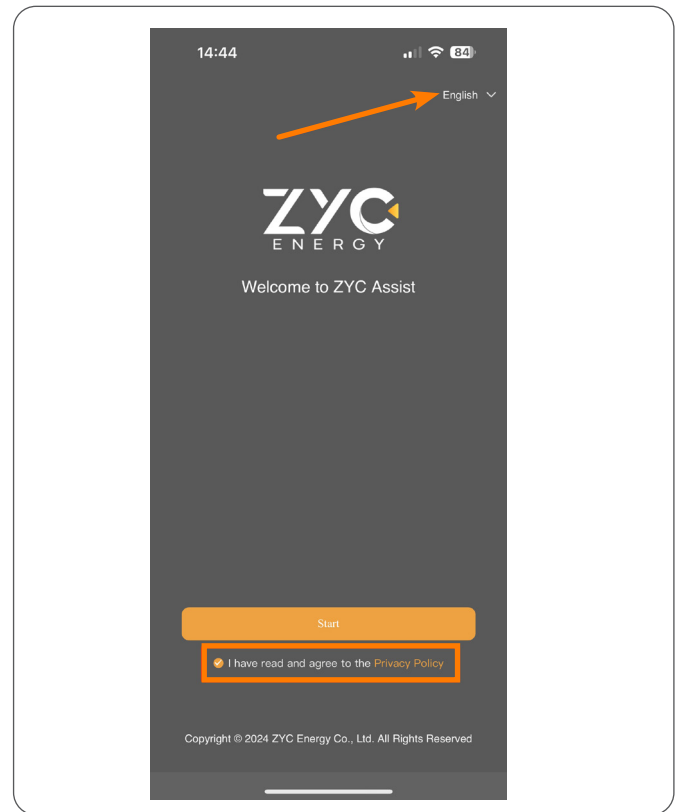 14:44
84
English
ZYC
ENERGY
Welcome to ZYC Assist
Start
I have read and agree to the Privacy Policy
Copyright © 2024 ZYC Energy Co., Ltd. All Rights Reserved